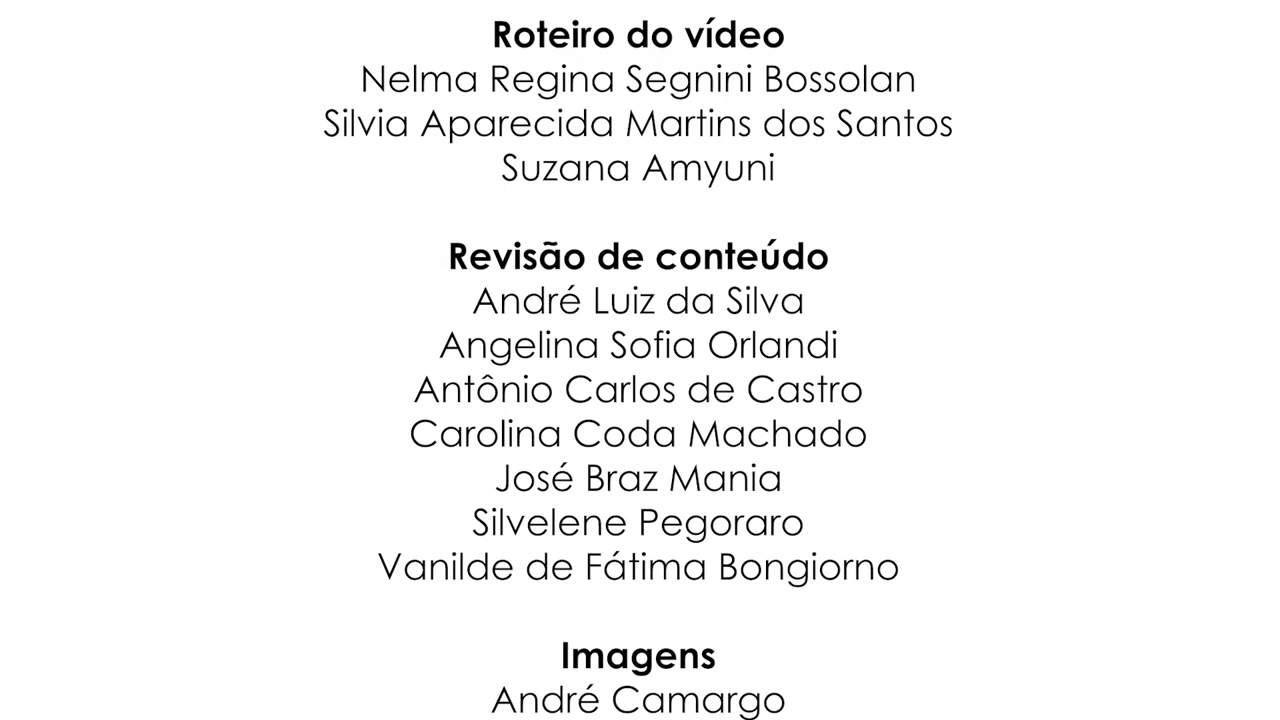 Roteiro do vídeo
Nelma Regina Segnini Bossolan
Silvia Aparecida Martins dos Santos
Suzana Amyuni
Revisão de conteúdo
André Luiz da Silva
Angelina Sofia Orlandi
Antônio Carlos de Castro
Carolina Coda Machado
José Braz Mania
Silvelene Pegoraro
Vanilde de Fátima Bongiorno
Imagens
André Camargo